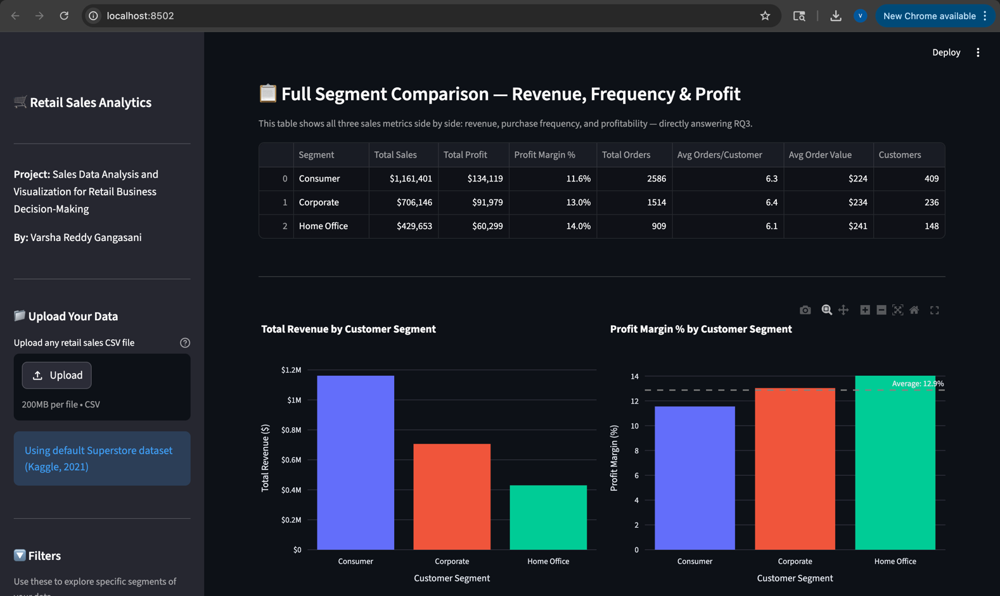 localhost:8502
V
New Chrome available
Deploy
Retail Sales Analytics
Project: Sales Data Analysis and
Visualization for Retail Business
Decision-Making
By: Varsha Reddy Gangasani
Upload Your Data
Upload any retail sales CSV file
Upload
200MB per file • CSV
Using default Superstore dataset
(Kaggle, 2021)
Filters
Use these to explore specific segments of
Full Segment Comparison — Revenue, Frequency & Profit
This table shows all three sales metrics side by side: revenue, purchase frequency, and profitability — directly answering RQ3.
Segment Total Sales Total Profit Profit Margin % Total Orders Avg Orders/Customer Avg Order Value Customers
0 Consumer $1,161,401 $134,119 11.6% 2586 6.3 $224 409
1 Corporate $706,146 $91,979 13.0% 1514 6.4 $234 236
2 Home Office $429,653 $60,299 14.0% 909 6.1 $241 148
Total Revenue by Customer Segment
$1.2M
$1M
$0.8M
$0.6M
$0.4M
$0.2M
$0
Total Revenue ($)
Consumer Corporate Home Office
Customer Segment
Profit Margin % by Customer Segment
14
12
10
8
6
4
2
0
Profit Margin (%)
Average: 12.9%
Consumer Corporate Home Office
Customer Segment